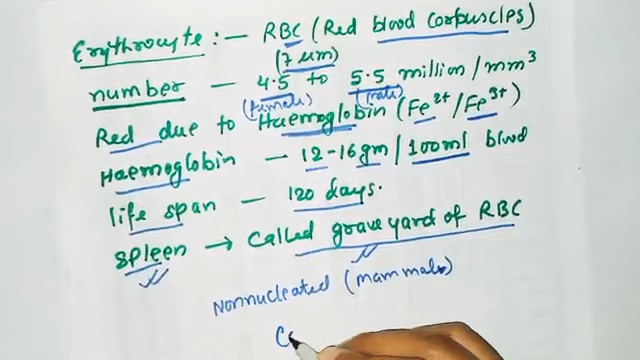 Erythrocyte :— RBC (Red blood corpuscles)
(7 µm)
number — 4.5 to 5.5 million/mm³
(female) (male)
Red due to Haemoglobin (Fe²⁺/Fe³⁺)
Haemoglobin — 12-16 gm/100ml blood
life span — 120 days.
spleen → Called grave yard of RBC
Nonnucleated (mammals)
C